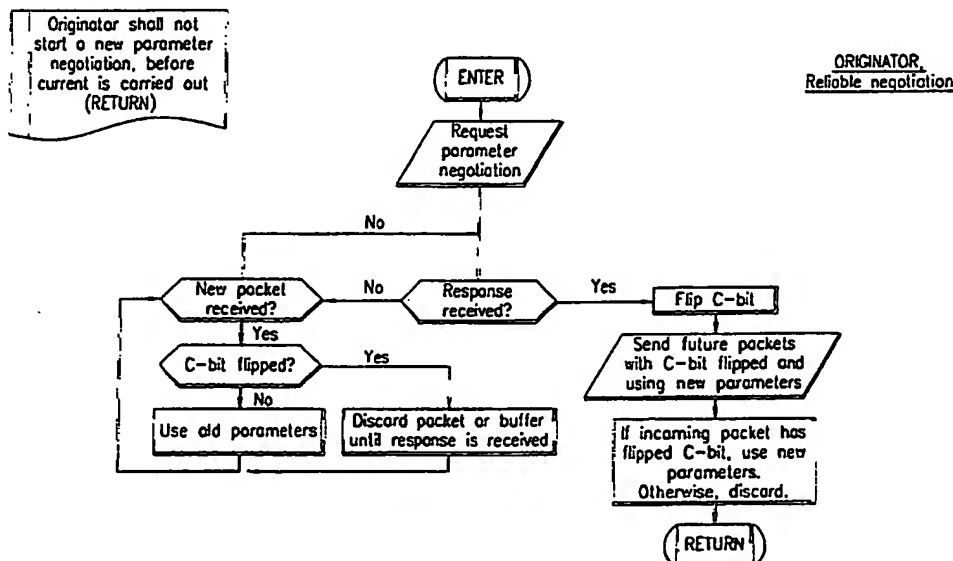 Originator shall not
start a new parameter
negotiation, before
current is carried out
(RETURN)
ORIGINATOR,
Reliable negotiation
ENTER
Request
parameter
negotiation
No
New packet
received?
No
Response
received?
Yes
Flip C-bit
Yes
C-bit flipped?
Yes
Send future packets
with C-bit flipped and
using new parameters
No
Use old parameters
Discard packet or buffer
until response is received
If incoming packet has
flipped C-bit, use new
parameters.
Otherwise, discard.
RETURN